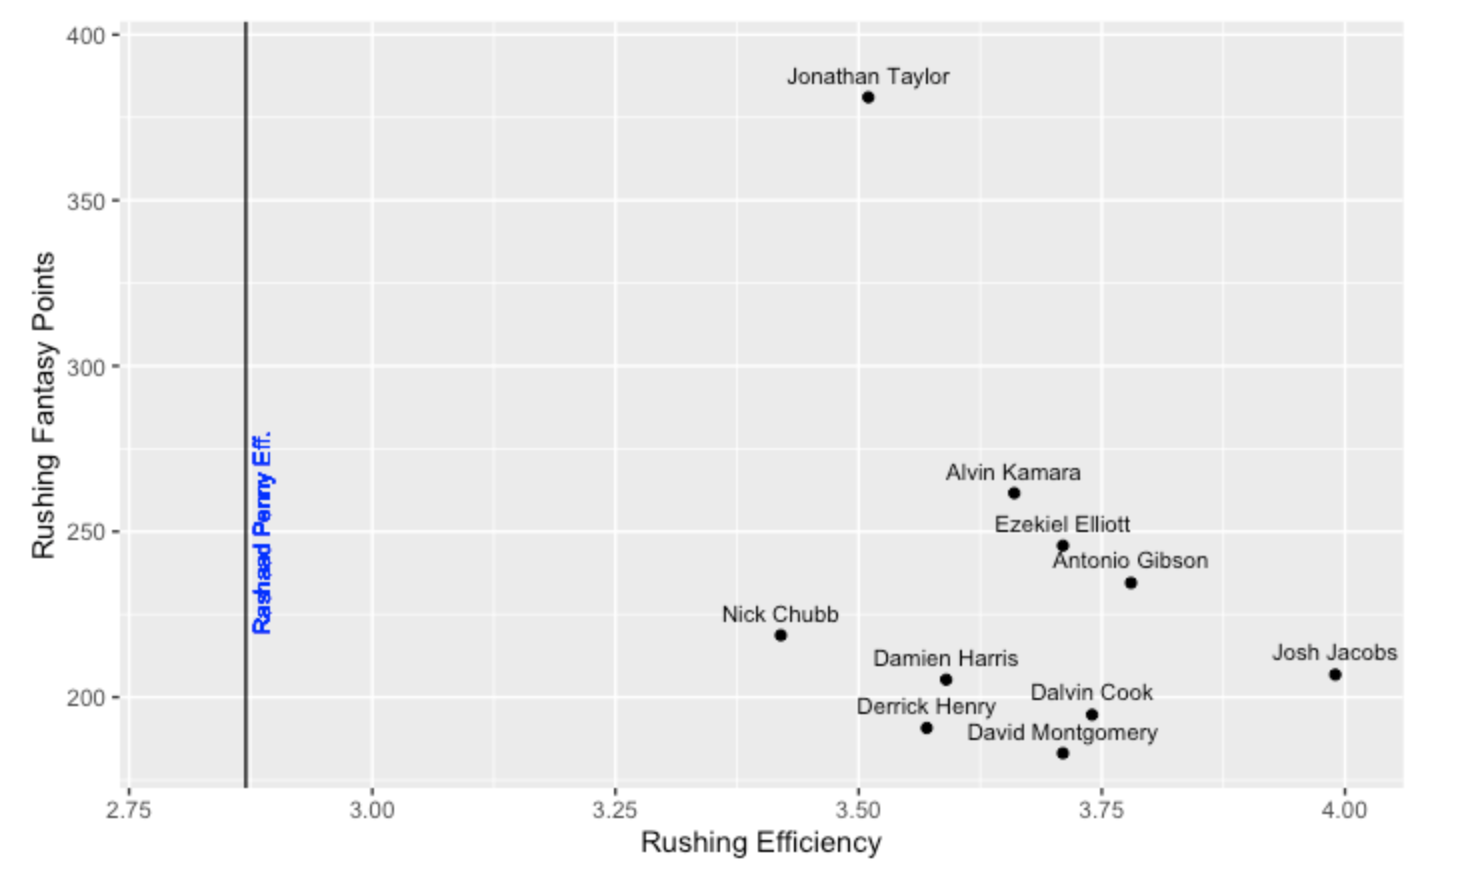 400
Jonathan Taylor
350
Rushing Fantasy Points
300
Rashaad Penny Eff.
Alvin Kamara
Ezekiel Elliott
250
Antonio Gibson
Nick Chubb
Josh Jacobs
Damien Harris
200
Dalvin Cook
Derrick Henry
David Montgomery
2.75 3.00 3.25 3.50 3.75 4.00
Rushing Efficiency